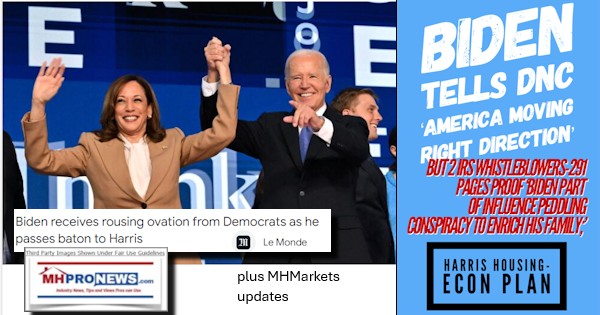 E
E
E
Think
Biden receives rousing ovation from Democrats as he
passes baton to Harris
Le Monde
Third Party Images Shown Under Fair Use Guidelines
MHPRONEWS.com
Industry News, Tips and Views Pros can Use
plus MHMarkets
updates
BIDEN
TELLS DNC
'AMERICA MOVING
RIGHT DIRECTION'
BUT 2 IRS WHISTLEBLOWERS-291
PAGES PROOF 'BIDEN PART
OF INFLUENCE PEDDLING
CONSPIRACY TO ENRICH HIS FAMILY,'
HARRIS HOUSING-
ECON PLAN